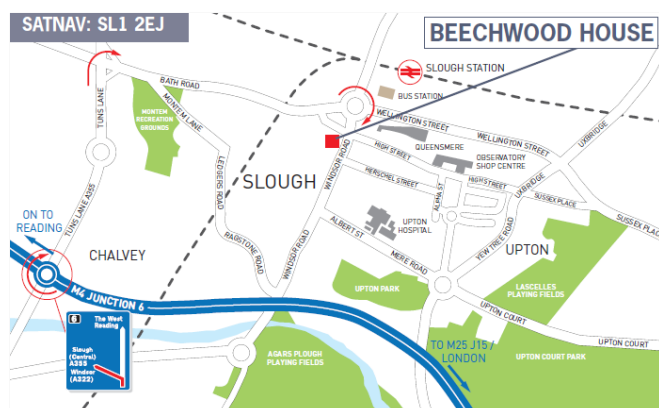 SATNAV: SL1 2EJ
BEECHWOOD HOUSE
SLOUGH STATION
BUS STATION
BATH ROAD
TUNS LANE
MONTEM LANE
MONTEM
RECREATION
GROUNDS
WELLINGTON STREET
WELLINGTON STREET
UXBRIDGE
QUEENSMERE
HIGH STREET
OBSERVATORY
SHOP CENTRE
WINDSOR ROAD
HERSCHEL STREET
HIGH STREET
UXBRIDGE
SUSSEX PLACE
SUSSEX PLACE
LEDGERS ROAD
SLOUGH
ALPHA ST
ON TO
READING
TUNS LANE A355
CHALVEY
RAGSTONE ROAD
WINDSOR ROAD
ALBERT ST
UPTON
HOSPITAL
MERE ROAD
YEW TREE ROAD
UPTON
M4 JUNCTION 6
UPTON PARK
LASCELLES
PLAYING FIELDS
UPTON COURT
UPTON COURT
6
The West
Reading
Slough
(Central)
A355
Windsor
(A322)
AGARS PLOUGH
PLAYING FIELDS
TO M25 J15 /
LONDON
UPTON COURT PARK